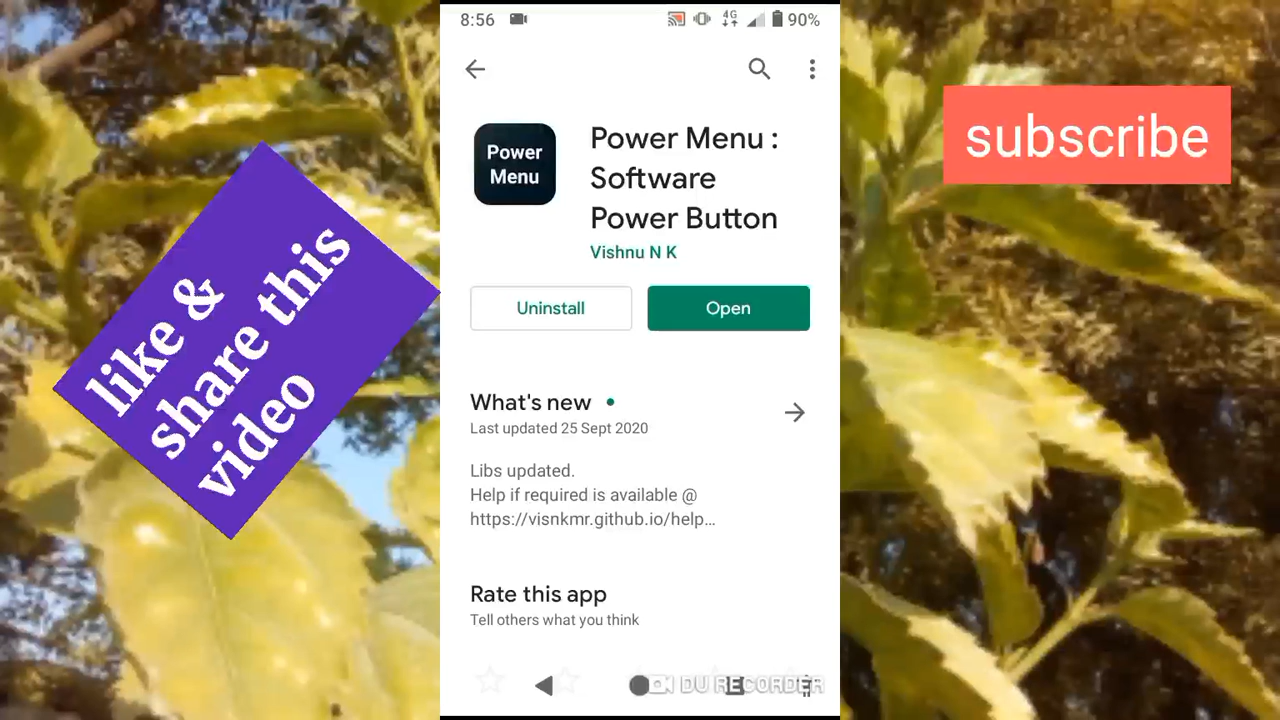 8:56
4G
90%
Power
Menu
Power Menu :
Software
Power Button
Vishnu N K
Uninstall
Open
What's new
Last updated 25 Sept 2020
Libs updated.
Help if required is available @
https://visnkmr.github.io/help...
Rate this app
Tell others what you think
DU RECORDER
like &
share this
video
subscribe